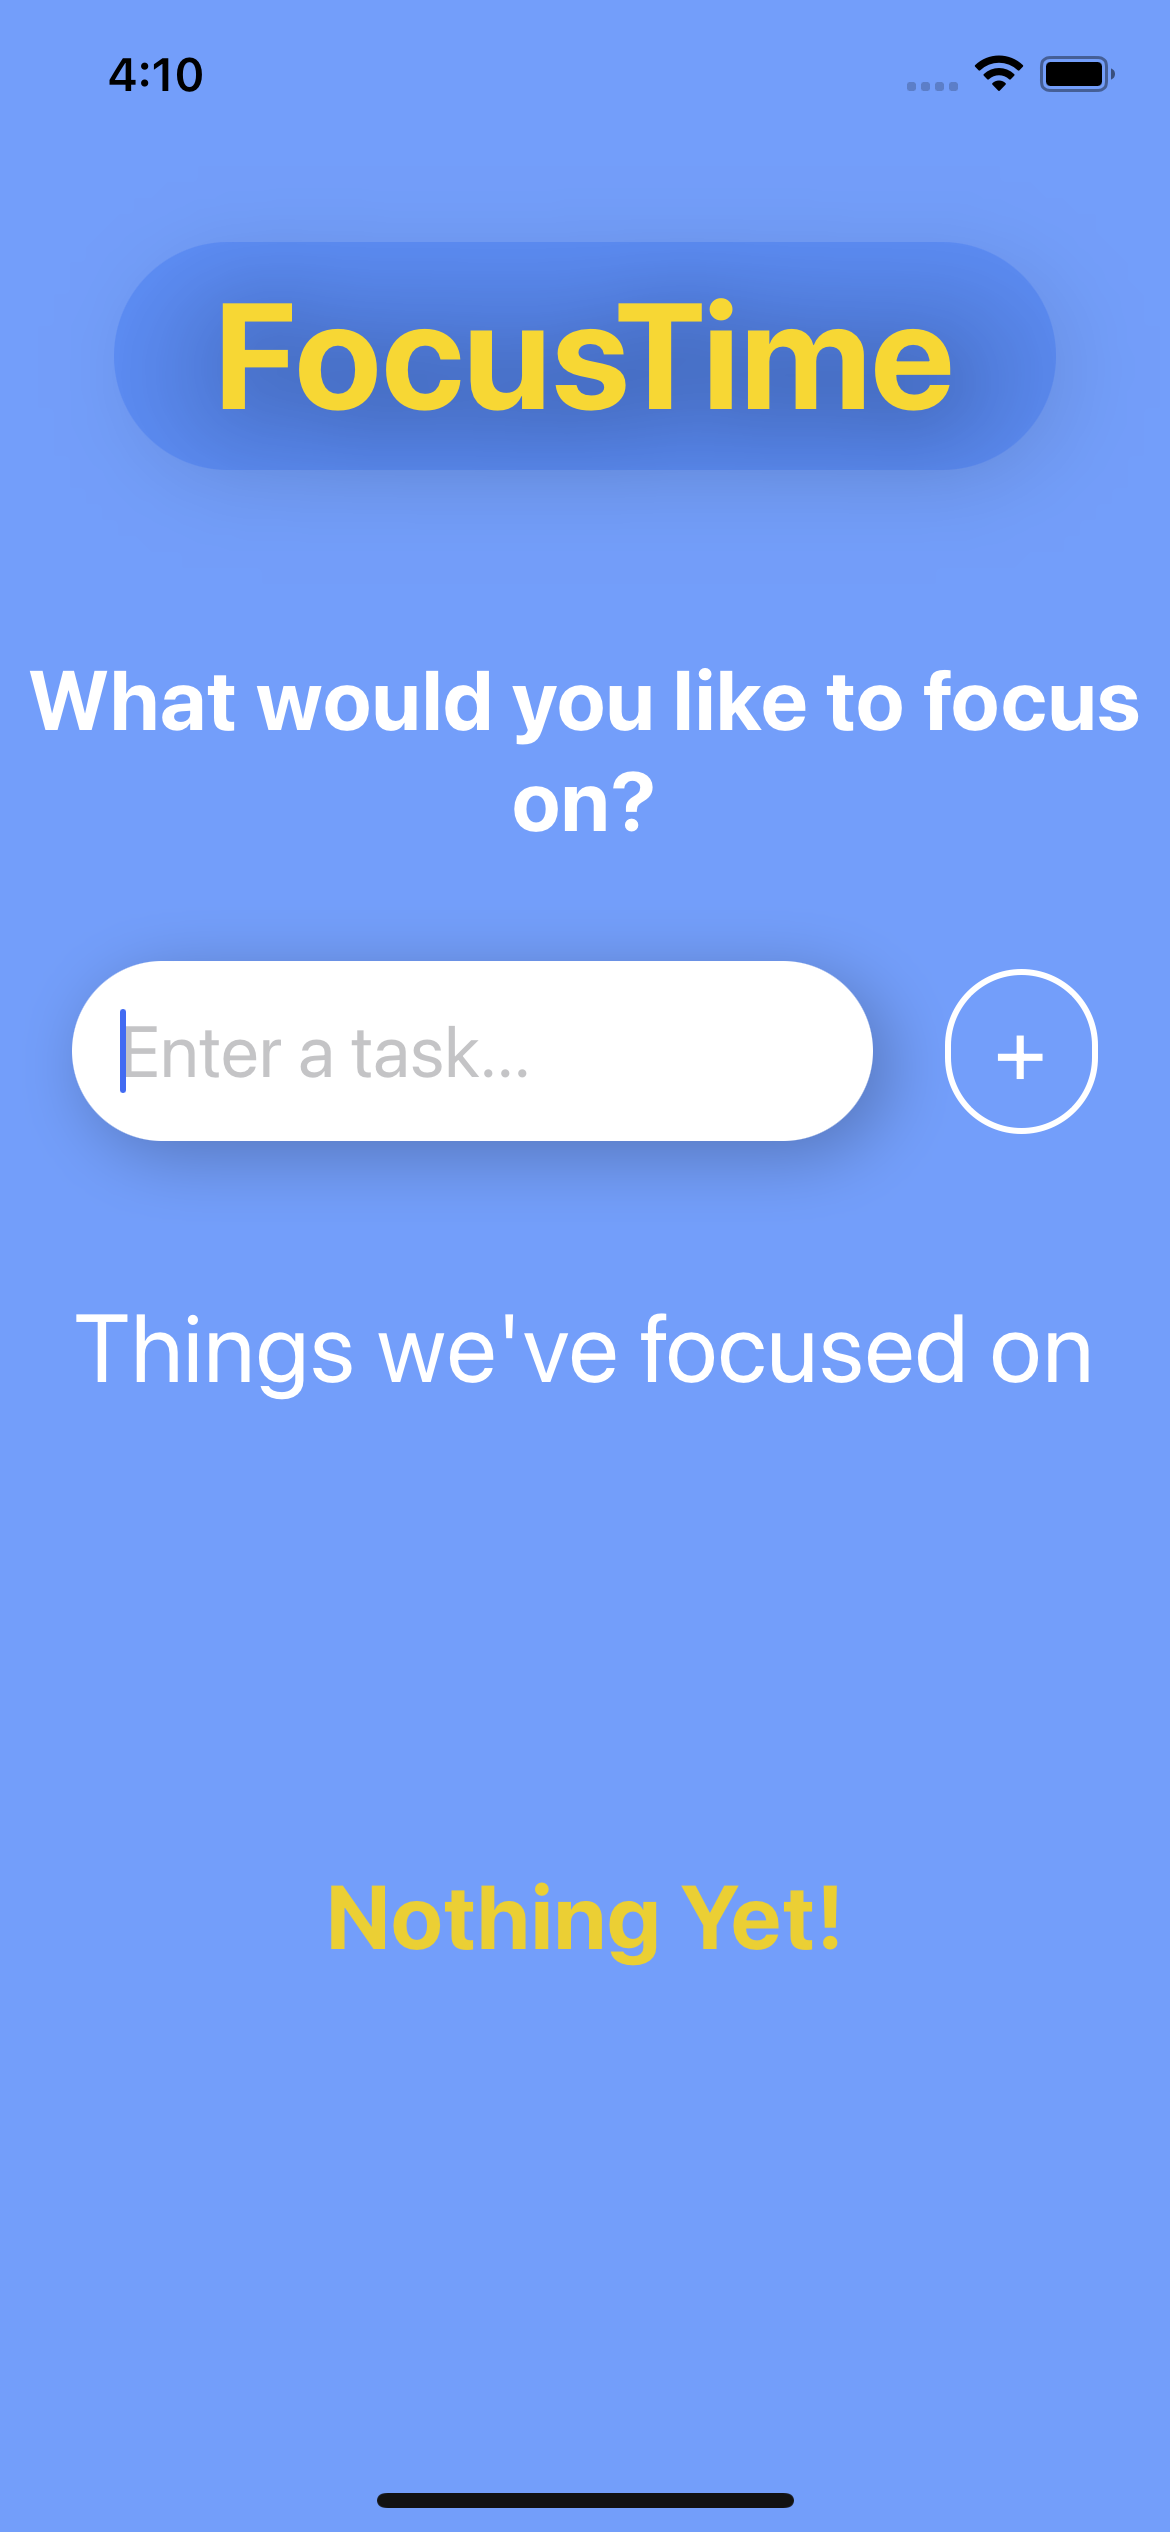 4:10
FocusTime
What would you like to focus
on?
Enter a task...
+
Things we've focused on
Nothing Yet!